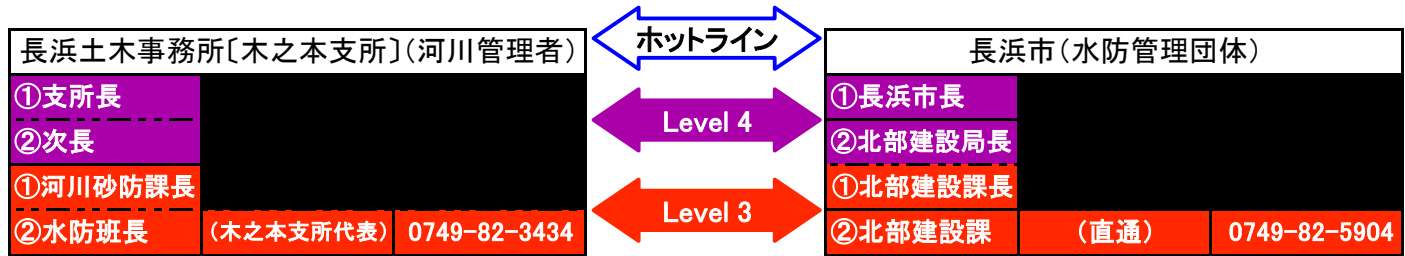 ホットライン
長浜土木事務所〔木之本支所〕(河川管理者)
①支所長
②次長
①河川砂防課長
②水防班長 (木之本支所代表) 0749-82-3434
Level 4
Level 3
長浜市(水防管理団体)
①長浜市長
②北部建設局長
①北部建設課長
②北部建設課 (直通) 0749-82-5904